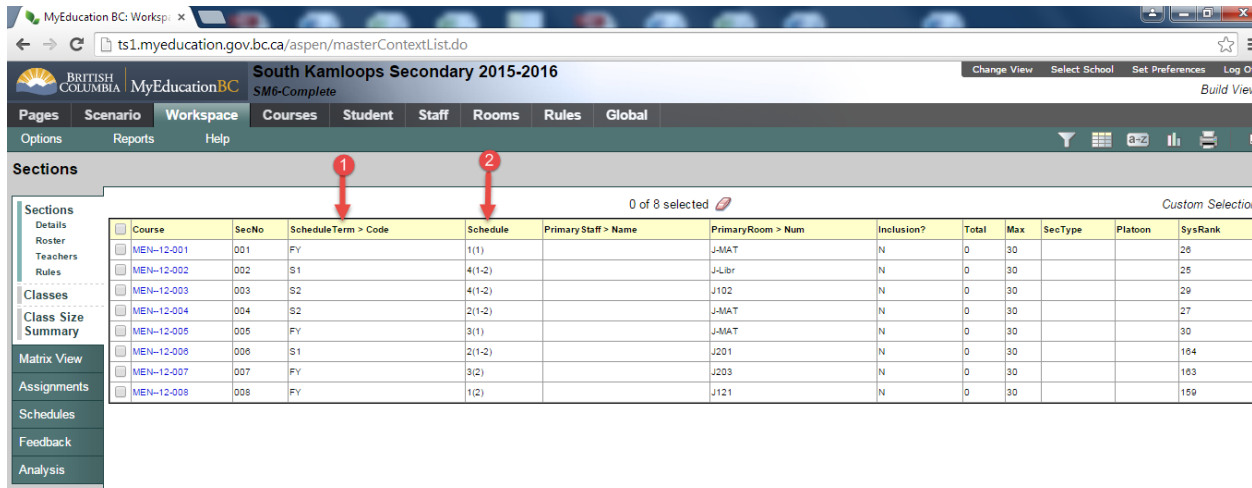 MyEducation BC: Worksp
ts1.myeducation.gov.bc.ca/aspen/masterContextList.do
BRITISH COLUMBIA MyEducationBC
South Kamloops Secondary 2015-2016
SM6-Complete
Change View Select School Set Preferences Log O
Build View
Pages Scenario Workspace Courses Student Staff Rooms Rules Global
Options Reports Help
a-z
Sections
1 2
0 of 8 selected
Custom Selection
Sections
Details
Roster
Teachers
Rules
Classes
Class Size
Summary
Matrix View
Assignments
Schedules
Feedback
Analysis
Course SecNo ScheduleTerm > Code Schedule PrimaryStaff > Name PrimaryRoom > Num Inclusion? Total Max SecType Platoon SysRank
MEN--12-001 001 FY 1(1) J-MAT N 0 30 26
MEN--12-002 002 S1 4(1-2) J-Libr N 0 30 25
MEN--12-003 003 S2 4(1-2) J102 N 0 30 29
MEN--12-004 004 S2 2(1-2) J-MAT N 0 30 27
MEN--12-005 005 FY 3(1) J-MAT N 0 30 30
MEN--12-006 006 S1 2(1-2) J201 N 0 30 164
MEN--12-007 007 FY 3(2) J203 N 0 30 163
MEN--12-008 008 FY 1(2) J121 N 0 30 159